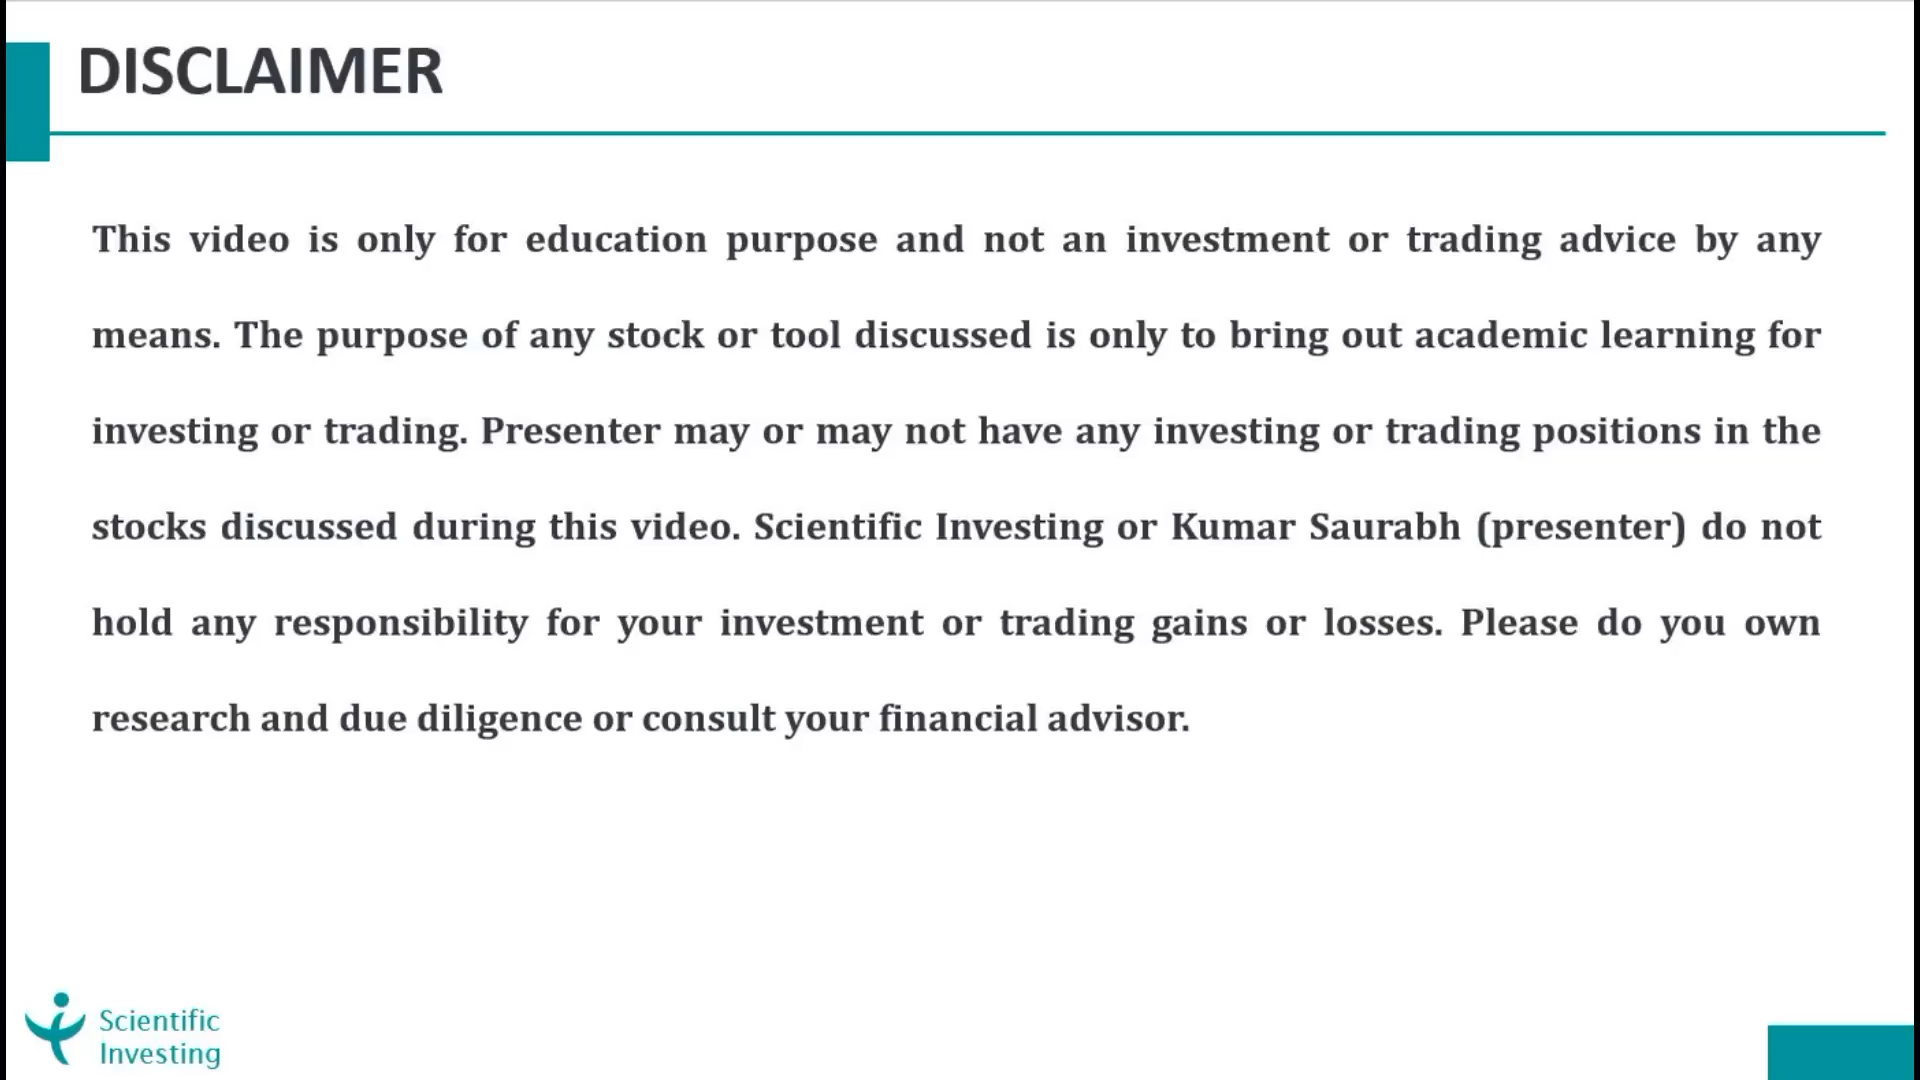 DISCLAIMER
This video is only for education purpose and not an investment or trading advice by any
means. The purpose of any stock or tool discussed is only to bring out academic learning for
investing or trading. Presenter may or may not have any investing or trading positions in the
stocks discussed during this video. Scientific Investing or Kumar Saurabh (presenter) do not
hold any responsibility for your investment or trading gains or losses. Please do you own
research and due diligence or consult your financial advisor.
Scientific
Investing